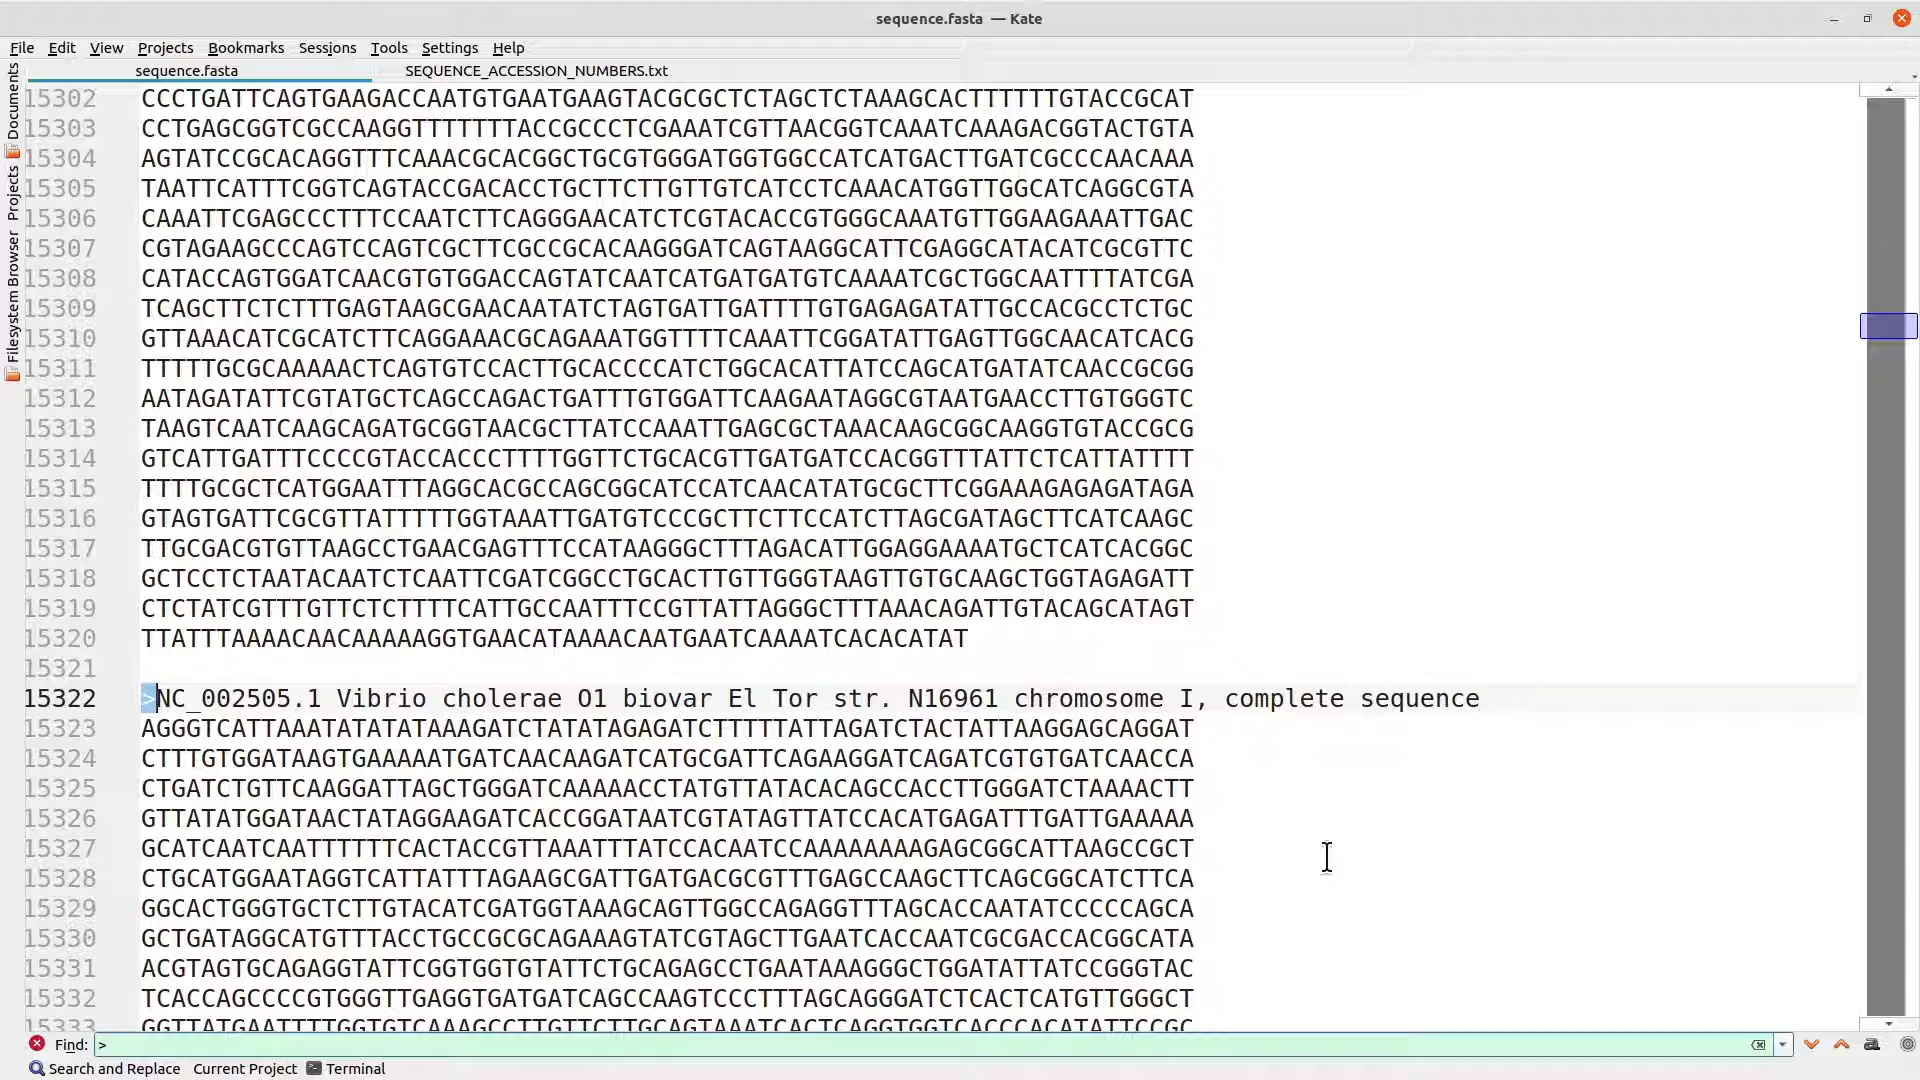 sequence.fasta — Kate
File Edit View Projects Bookmarks Sessions Tools Settings Help
sequence.fasta SEQUENCE_ACCESSION_NUMBERS.txt
Documents
Projects
Filesystem Browser
15302 CCCTGATTCAGTGAAGACCAATGTGAATGAAGTACGCGCTCTAGCTCTAAAGCACTTTTTTGTACCGCAT
15303 CCTGAGCGGTCGCCAAGGTTTTTTTACCGCCCTCGAAATCGTTAACGGTCAAATCAAAGACGGTACTGTA
15304 AGTATCCGCACAGGTTTCAAACGCACGGCTGCGTGGGATGGTGGCCATCATGACTTGATCGCCCAACAAA
15305 TAATTCATTTCGGTCAGTACCGACACCTGCTTCTTGTTGTCATCCTCAAACATGGTTGGCATCAGGCGTA
15306 CAAATTCGAGCCCTTTCCAATCTTCAGGGAACATCTCGTACACCGTGGGCAAATGTTGGAAGAAATTGAC
15307 CGTAGAAGCCCAGTCCAGTCGCTTCGCCGCACAAGGGATCAGTAAGGCATTCGAGGCATACATCGCGTTC
15308 CATACCAGTGGATCAACGTGTGGACCAGTATCAATCATGATGATGTCAAAATCGCTGGCAATTTTATCGA
15309 TCAGCTTCTCTTTGAGTAAGCGAACAATATCTAGTGATTGATTTTGTGAGAGATATTGCCACGCCTCTGC
15310 GTTAAACATCGCATCTTCAGGAAACGCAGAAATGGTTTTCAAATTCGGATATTGAGTTGGCAACATCACG
15311 TTTTTGCGCAAAAACTCAGTGTCCACTTGCACCCCATCTGGCACATTATCCAGCATGATATCAACCGCGG
15312 AATAGATATTCGTATGCTCAGCCAGACTGATTTGTGGATTCAAGAATAGGCGTAATGAACCTTGTGGGTC
15313 TAAGTCAATCAAGCAGATGCGGTAACGCTTATCCAAATTGAGCGCTAAACAAGCGGCAAGGTGTACCGCG
15314 GTCATTGATTTCCCCGTACCACCCTTTTGGTTCTGCACGTTGATGATCCACGGTTTATTCTCATTATTTT
15315 TTTTGCGCTCATGGAATTTAGGCACGCCAGCGGCATCCATCAACATATGCGCTTCGGAAAGAGAGATAGA
15316 GTAGTGATTCGCGTTATTTTTGGTAAATTGATGTCCCGCTTCTTCCATCTTAGCGATAGCTTCATCAAGC
15317 TTGCGACGTGTTAAGCCTGAACGAGTTTCCATAAGGGCTTTAGACATTGGAGGAAAATGCTCATCACGGC
15318 GCTCCTCTAATACAATCTCAATTCGATCGGCCTGCACTTGTTGGGTAAGTTGTGCAAGCTGGTAGAGATT
15319 CTCTATCGTTTGTTCTCTTTTCATTGCCAATTTCCGTTATTAGGGCTTTAAACAGATTGTACAGCATAGT
15320 TTATTTAAAACAACAAAAAGGTGAACATAAAACAATGAATCAAAATCACACATAT
15321
15322 >NC_002505.1 Vibrio cholerae O1 biovar El Tor str. N16961 chromosome I, complete sequence
15323 AGGGTCATTAAATATATATAAAGATCTATATAGAGATCTTTTTATTAGATCTACTATTAAGGAGCAGGAT
15324 CTTTGTGGATAAGTGAAAAATGATCAACAAGATCATGCGATTCAGAAGGATCAGATCGTGTGATCAACCA
15325 CTGATCTGTTCAAGGATTAGCTGGGATCAAAAACCTATGTTATACACAGCCACCTTGGGATCTAAAACTT
15326 GTTATATGGATAACTATAGGAAGATCACCGGATAATCGTATAGTTATCCACATGAGATTTGATTGAAAAA
15327 GCATCAATCAATTTTTTCACTACCGTTAAATTTATCCACAATCCAAAAAAAAGAGCGGCATTAAGCCGCT
15328 CTGCATGGAATAGGTCATTATTTAGAAGCGATTGATGACGCGTTTGAGCCAAGCTTCAGCGGCATCTTCA
15329 GGCACTGGGTGCTCTTGTACATCGATGGTAAAGCAGTTGGCCAGAGGTTTAGCACCAATATCCCCCAGCA
15330 GCTGATAGGCATGTTTACCTGCCGCGCAGAAAGTATCGTAGCTTGAATCACCAATCGCGACCACGGCATA
15331 ACGTAGTGCAGAGGTATTCGGTGGTGTATTCTGCAGAGCCTGAATAAAGGGCTGGATATTATCCGGGTAC
15332 TCACCAGCCCCGTGGGTTGAGGTGATGATCAGCCAAGTCCCTTTAGCAGGGATCTCACTCATGTTGGGCT
15333 GGTTATGAATTTTGGTGTCAAAGCCTTGTTCTTGCAGTAAATCACTCAGGTGGTCACCCACATATTCCGC
Find: >
Search and Replace Current Project Terminal